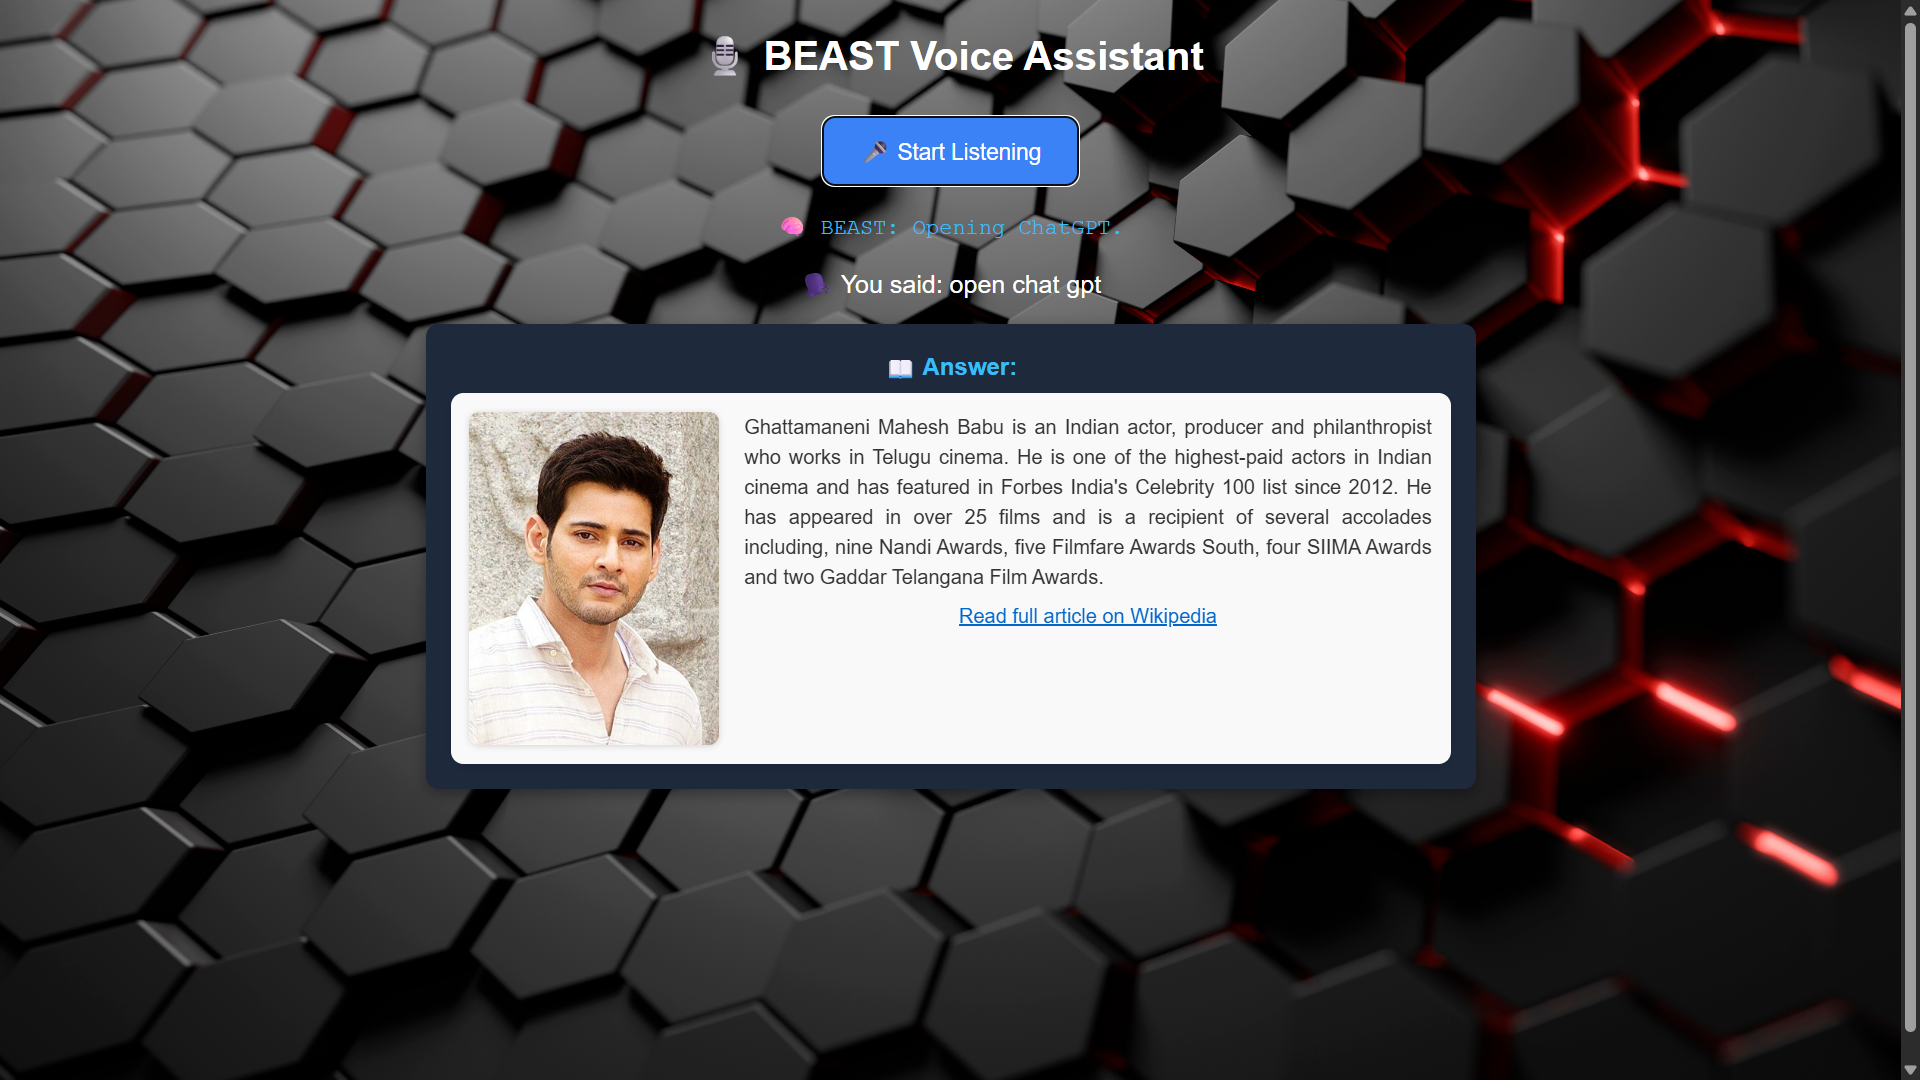 🎙️ BEAST Voice Assistant
🎤 Start Listening
🧠 BEAST: Opening ChatGPT.
🗣️ You said: open chat gpt
📖 Answer:
Ghattamaneni Mahesh Babu is an Indian actor, producer and philanthropist
who works in Telugu cinema. He is one of the highest-paid actors in Indian
cinema and has featured in Forbes India's Celebrity 100 list since 2012. He
has appeared in over 25 films and is a recipient of several accolades
including, nine Nandi Awards, five Filmfare Awards South, four SIIMA Awards
and two Gaddar Telangana Film Awards.
Read full article on Wikipedia